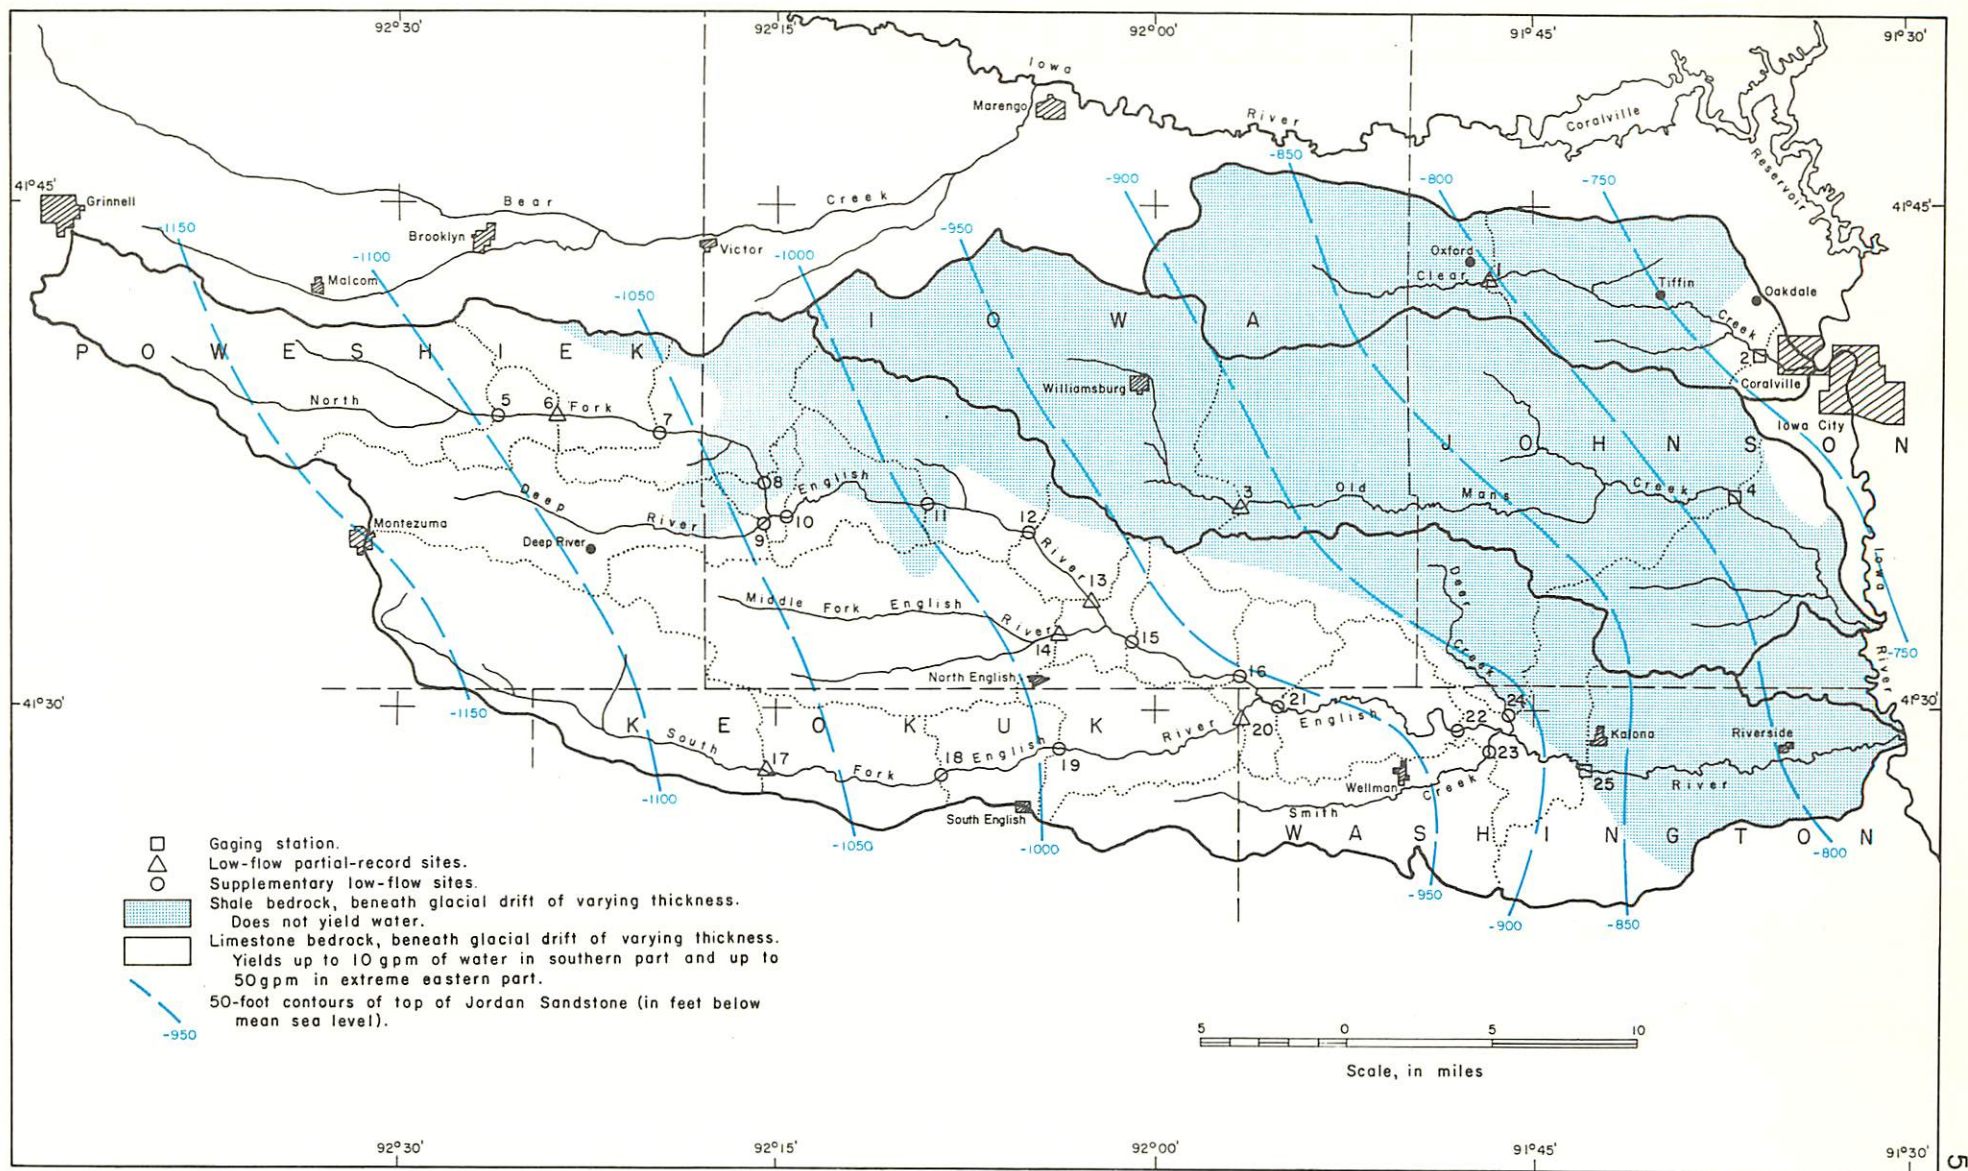 92°30' 92°15' 92°00' 91°45' 91°30'
Iowa River
Coralville Reservoir
Marengo
41°45'
Grinnell
Bear Creek
-850
-900 -800 -750
41°45'
-1150
Brooklyn
Victor
-950
-1100
-1000
Oxford
Malcom
Clear Creek
1
Tiffin
Oakdale
-1050
I O W A
P O W E S H I E K
2
Coralville
Williamsburg
North Fork English River
5 6 7
Iowa City
J O H N S O N
8
Deep River
10 11
3
Old Mans Creek
4
Montezuma
9
12
Deep River
13
Iowa River
Middle Fork English River
Deer Creek
14 15
-750
16
North English
41°30'
-1150
21
24
41°30'
K E O K U K
South Fork English River
20
English River
22
Kalona
Riverside
17 18 19
23
Wellman
Smith Creek
25
-1100
South English
W A S H I N G T O N
-1050 -1000
-800
-950
-900 -850
Gaging station.
Low-flow partial-record sites.
Supplementary low-flow sites.
Shale bedrock, beneath glacial drift of varying thickness.
Does not yield water.
Limestone bedrock, beneath glacial drift of varying thickness.
Yields up to 10 gpm of water in southern part and up to
50 gpm in extreme eastern part.
50-foot contours of top of Jordan Sandstone (in feet below
mean sea level).
-950
5 0 5 10
Scale, in miles
92°30' 92°15' 92°00' 91°45' 91°30'
5